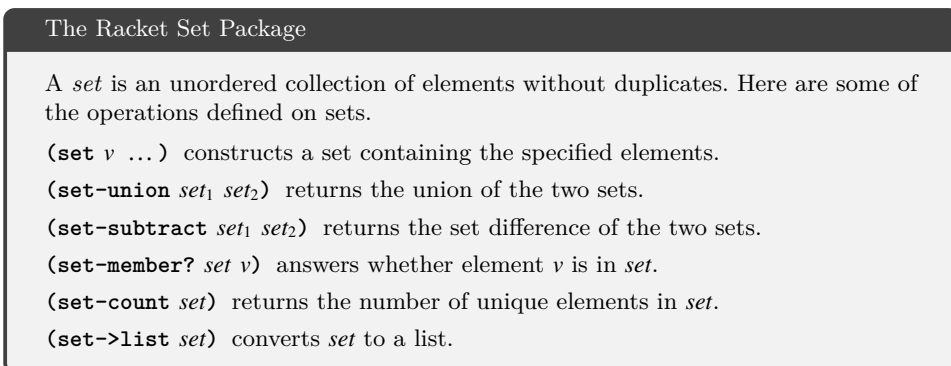 The Racket Set Package
A set is an unordered collection of elements without duplicates. Here are some of
the operations defined on sets.
(set v ...) constructs a set containing the specified elements.
(set-union set₁ set₂) returns the union of the two sets.
(set-subtract set₁ set₂) returns the set difference of the two sets.
(set-member? set v) answers whether element v is in set.
(set-count set) returns the number of unique elements in set.
(set->list set) converts set to a list.